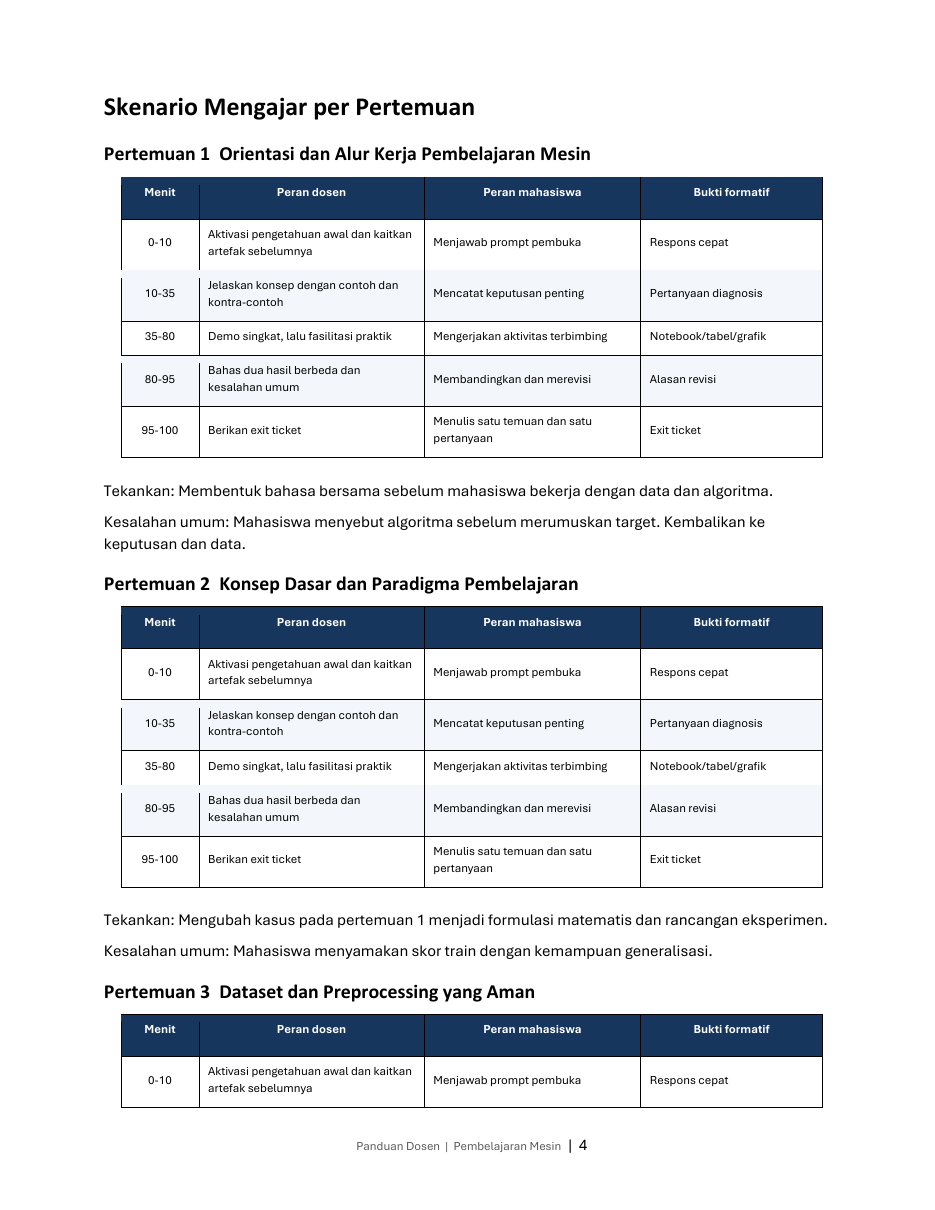 Skenario Mengajar per Pertemuan
Pertemuan 1  Orientasi dan Alur Kerja Pembelajaran Mesin
Menit Peran dosen Peran mahasiswa Bukti formatif
0-10 Aktivasi pengetahuan awal dan kaitkan artefak sebelumnya Menjawab prompt pembuka Respons cepat
10-35 Jelaskan konsep dengan contoh dan kontra-contoh Mencatat keputusan penting Pertanyaan diagnosis
35-80 Demo singkat, lalu fasilitasi praktik Mengerjakan aktivitas terbimbing Notebook/tabel/grafik
80-95 Bahas dua hasil berbeda dan kesalahan umum Membandingkan dan merevisi Alasan revisi
95-100 Berikan exit ticket Menulis satu temuan dan satu pertanyaan Exit ticket
Tekankan: Membentuk bahasa bersama sebelum mahasiswa bekerja dengan data dan algoritma.
Kesalahan umum: Mahasiswa menyebut algoritma sebelum merumuskan target. Kembalikan ke
keputusan dan data.
Pertemuan 2  Konsep Dasar dan Paradigma Pembelajaran
Menit Peran dosen Peran mahasiswa Bukti formatif
0-10 Aktivasi pengetahuan awal dan kaitkan artefak sebelumnya Menjawab prompt pembuka Respons cepat
10-35 Jelaskan konsep dengan contoh dan kontra-contoh Mencatat keputusan penting Pertanyaan diagnosis
35-80 Demo singkat, lalu fasilitasi praktik Mengerjakan aktivitas terbimbing Notebook/tabel/grafik
80-95 Bahas dua hasil berbeda dan kesalahan umum Membandingkan dan merevisi Alasan revisi
95-100 Berikan exit ticket Menulis satu temuan dan satu pertanyaan Exit ticket
Tekankan: Mengubah kasus pada pertemuan 1 menjadi formulasi matematis dan rancangan eksperimen.
Kesalahan umum: Mahasiswa menyamakan skor train dengan kemampuan generalisasi.
Pertemuan 3  Dataset dan Preprocessing yang Aman
Menit Peran dosen Peran mahasiswa Bukti formatif
0-10 Aktivasi pengetahuan awal dan kaitkan artefak sebelumnya Menjawab prompt pembuka Respons cepat
Panduan Dosen | Pembelajaran Mesin | 4